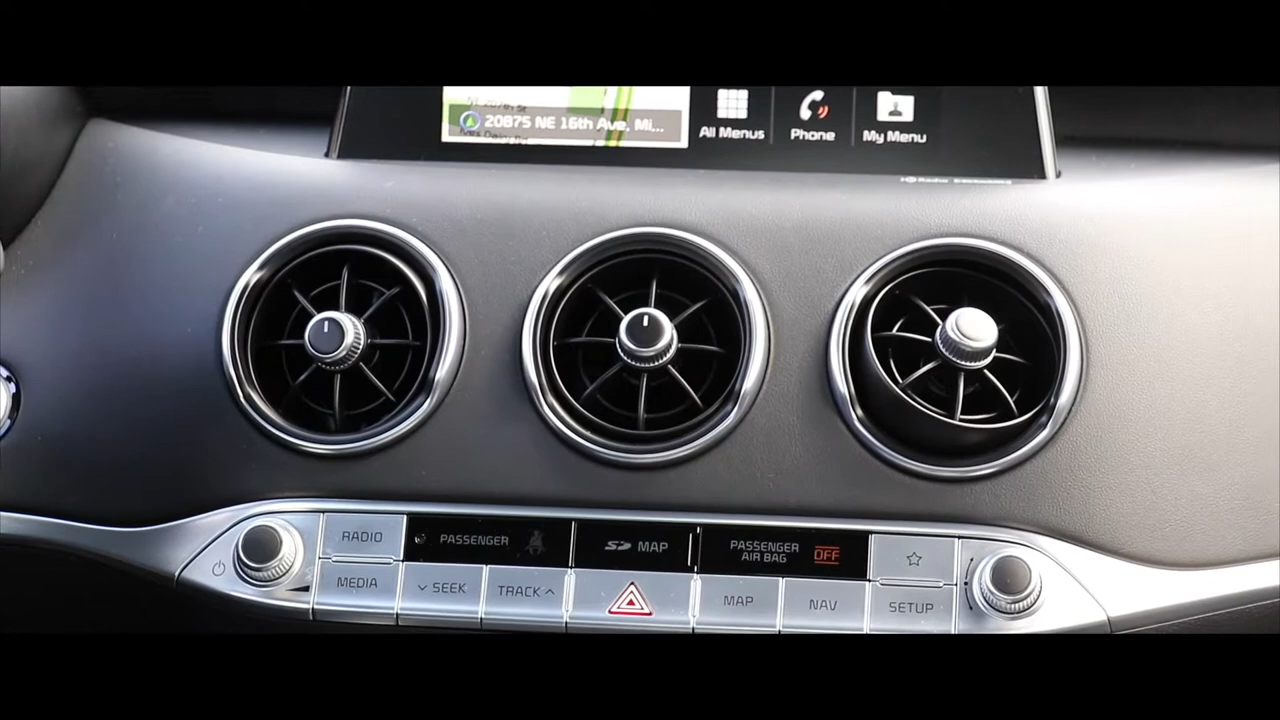 20875 NE 16th Ave, Mi...
All Menus
Phone
My Menu
RADIO
PASSENGER
SD MAP
PASSENGER
AIR BAG
OFF
MEDIA
SEEK
TRACK
MAP
NAV
SETUP